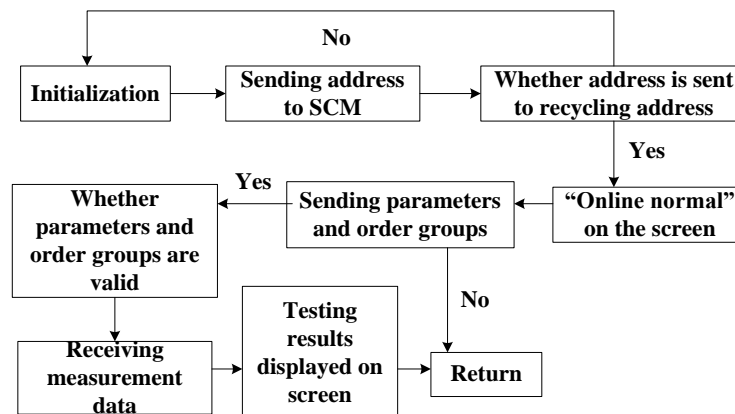 No
Initialization
Sending address
to SCM
Whether address is sent
to recycling address
Yes
Whether
parameters and
order groups are
valid
Yes
Sending parameters
and order groups
“Online normal”
on the screen
No
Receiving
measurement
data
Testing
results
displayed on
screen
Return